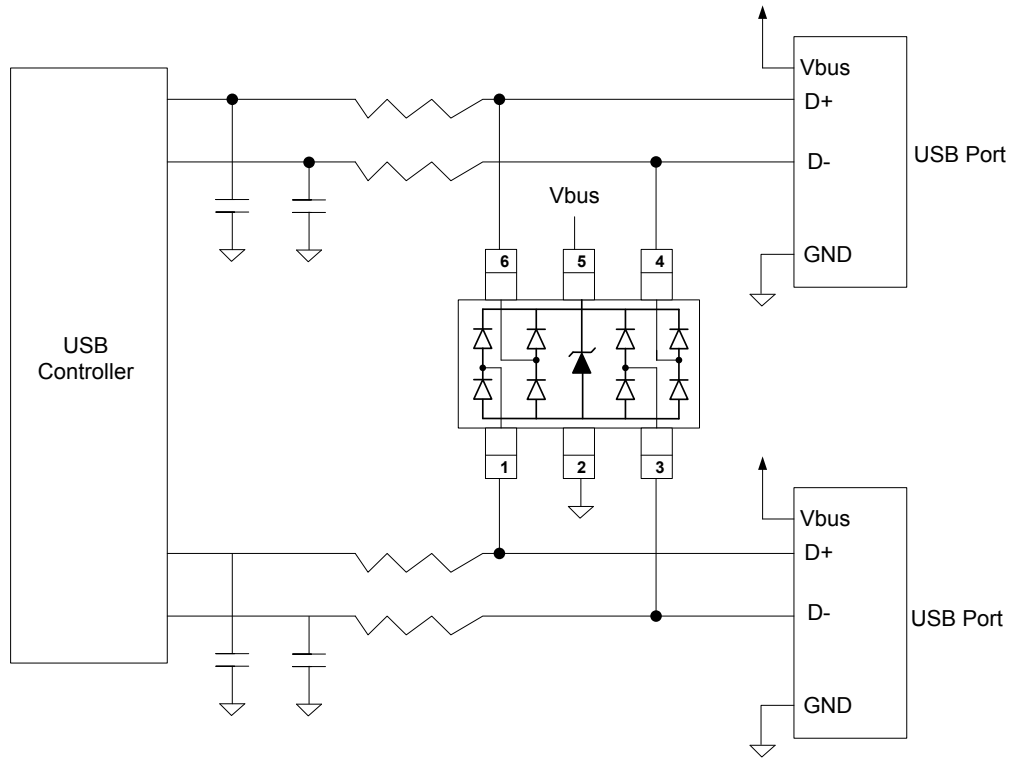 Vbus
D+
D-
USB Port
GND
Vbus
6
5
4
USB
Controller
1
2
3
Vbus
D+
D-
USB Port
GND